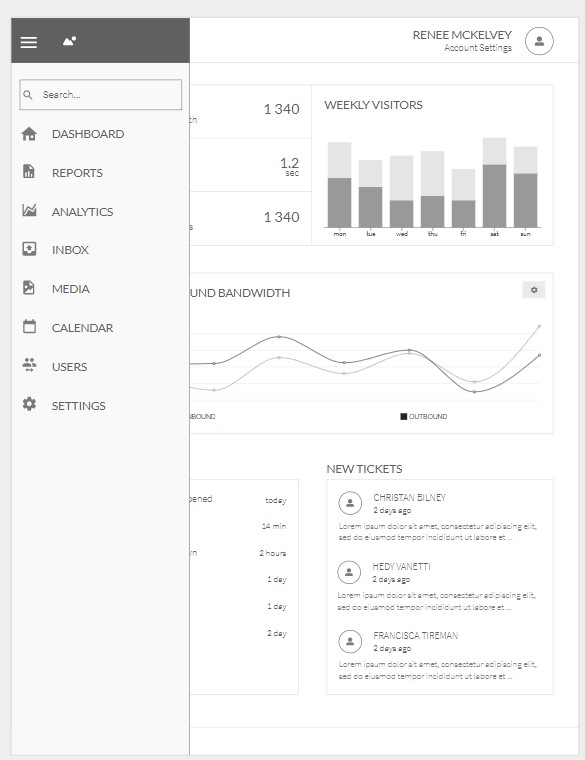 RENEE MCKELVEY
Account Settings
Search...
DASHBOARD
REPORTS
ANALYTICS
INBOX
MEDIA
CALENDAR
USERS
SETTINGS
1 340
1.2
sec
1 340
WEEKLY VISITORS
mon tue wed thu fri sat sun
UND BANDWIDTH
BOUND
OUTBOUND
pened today
14 min
2 hours
1 day
1 day
2 day
NEW TICKETS
CHRISTAN BILNEY
2 days ago
Lorem ipsum dolor sit amet, consectetur adipiscing elit,
sed do eiusmod tempor incididunt ut labore et ...
HEDY VANETTI
2 days ago
Lorem ipsum dolor sit amet, consectetur adipiscing elit,
sed do eiusmod tempor incididunt ut labore et ...
FRANCISCA TIREMAN
2 days ago
Lorem ipsum dolor sit amet, consectetur adipiscing elit,
sed do eiusmod tempor incididunt ut labore et ...